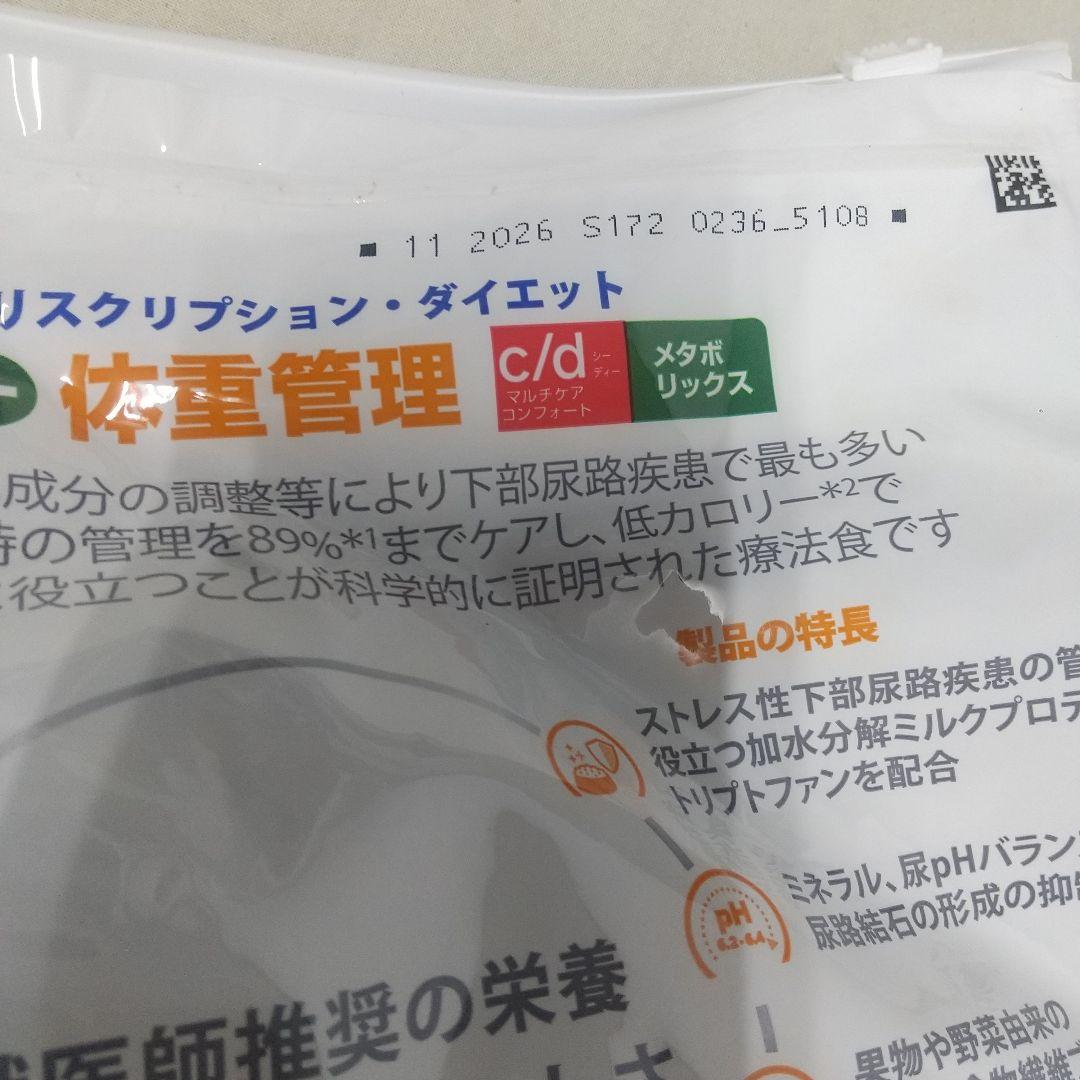 11 2026 S172 0236_5108
リスクリプション・ダイエット
体重管理
c/d シーディー
マルチケア
コンフォート
メタボ
リックス
成分の調整等により下部尿路疾患で最も多い
の管理を89%*1までケアし、低カロリー*2で
役立つことが科学的に証明された療法食です
製品の特長
ストレス性下部尿路疾患の管
役立つ加水分解ミルクプロテ
トリプトファンを配合
pH
6.2-6.4
ミネラル、尿pHバラン
尿路結石の形成の抑
医師推奨の栄養
果物や野菜由来の